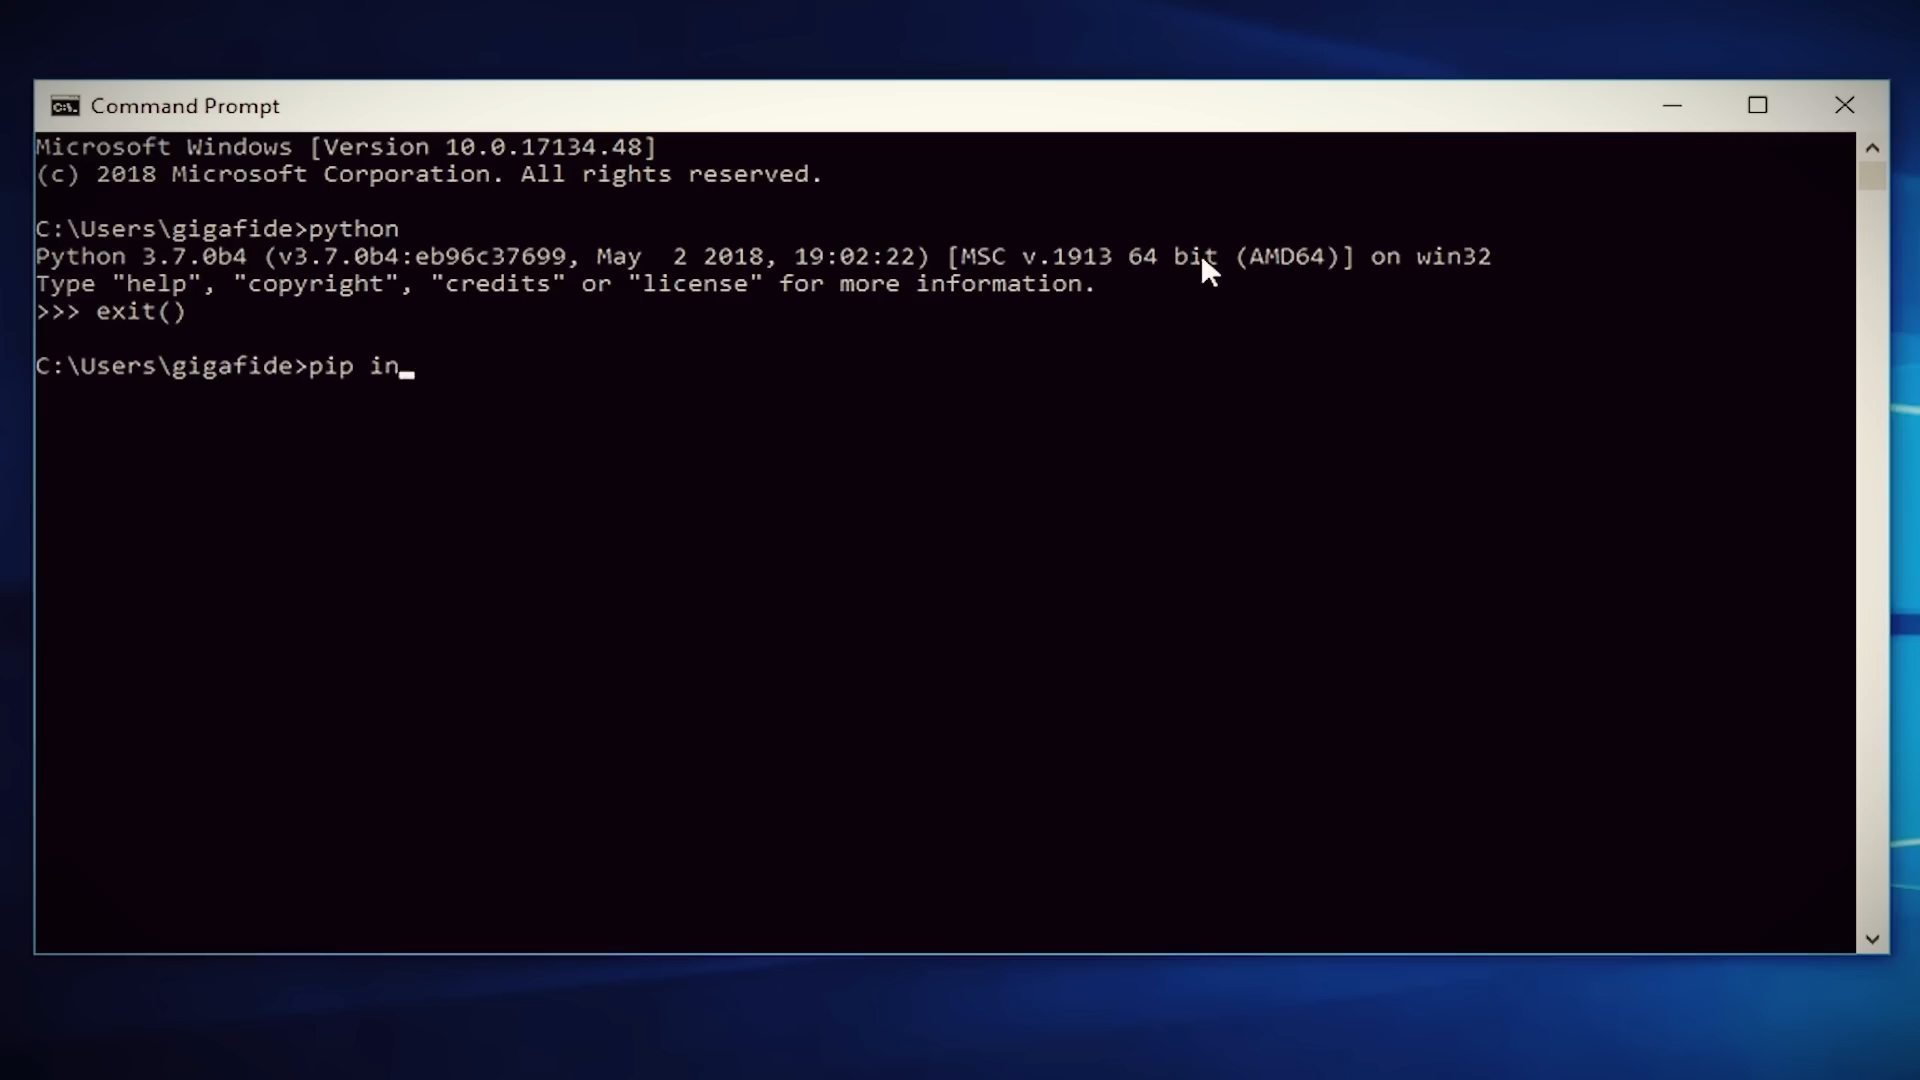 Command Prompt
Microsoft Windows [Version 10.0.17134.48]
(c) 2018 Microsoft Corporation. All rights reserved.
C:\Users\gigafide>python
Python 3.7.0b4 (v3.7.0b4:eb96c37699, May  2 2018, 19:02:22) [MSC v.1913 64 bit (AMD64)] on win32
Type "help", "copyright", "credits" or "license" for more information.
>>> exit()
C:\Users\gigafide>pip in